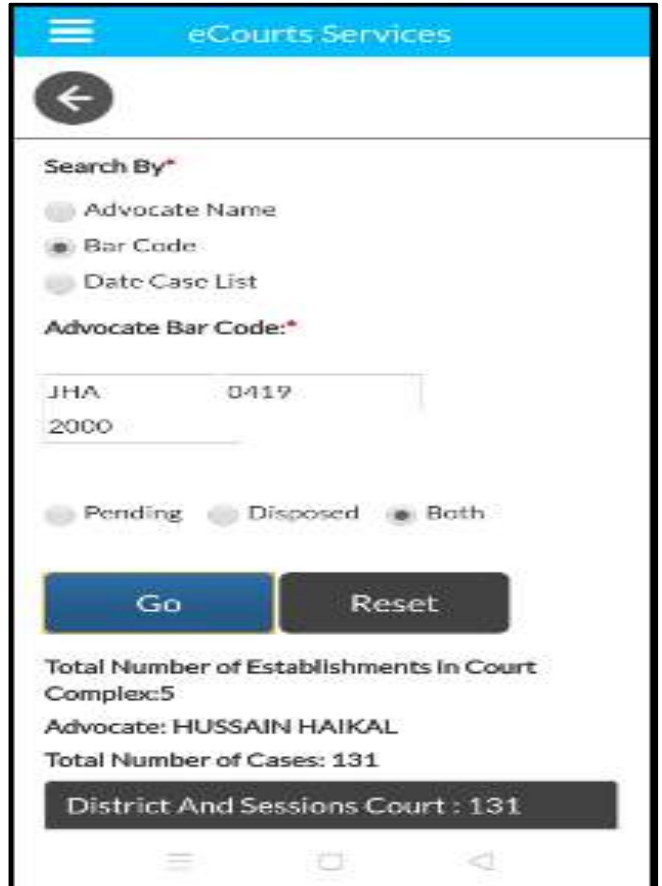 eCourts Services
Search By*
Advocate Name
Bar Code
Date Case List
Advocate Bar Code:*
JHA 0419
2000
Pending Disposed Both
Go Reset
Total Number of Establishments in Court
Complex:5
Advocate: HUSSAIN HAIKAL
Total Number of Cases: 131
District And Sessions Court : 131